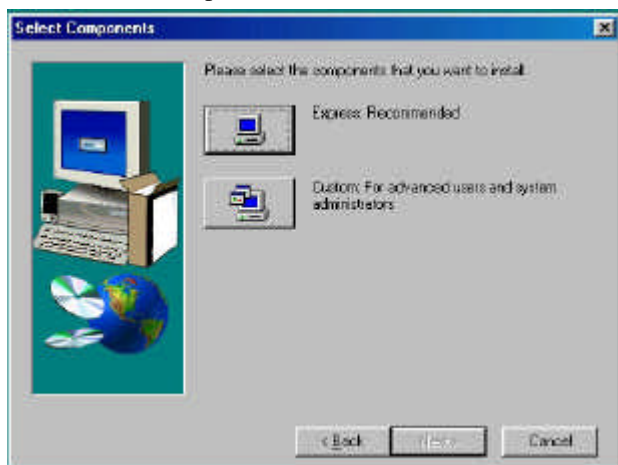 Select Components
Please select the components that you want to install.
Express: Recommended
Custom: For advanced users and system
administrators
< Back
Next >
Cancel